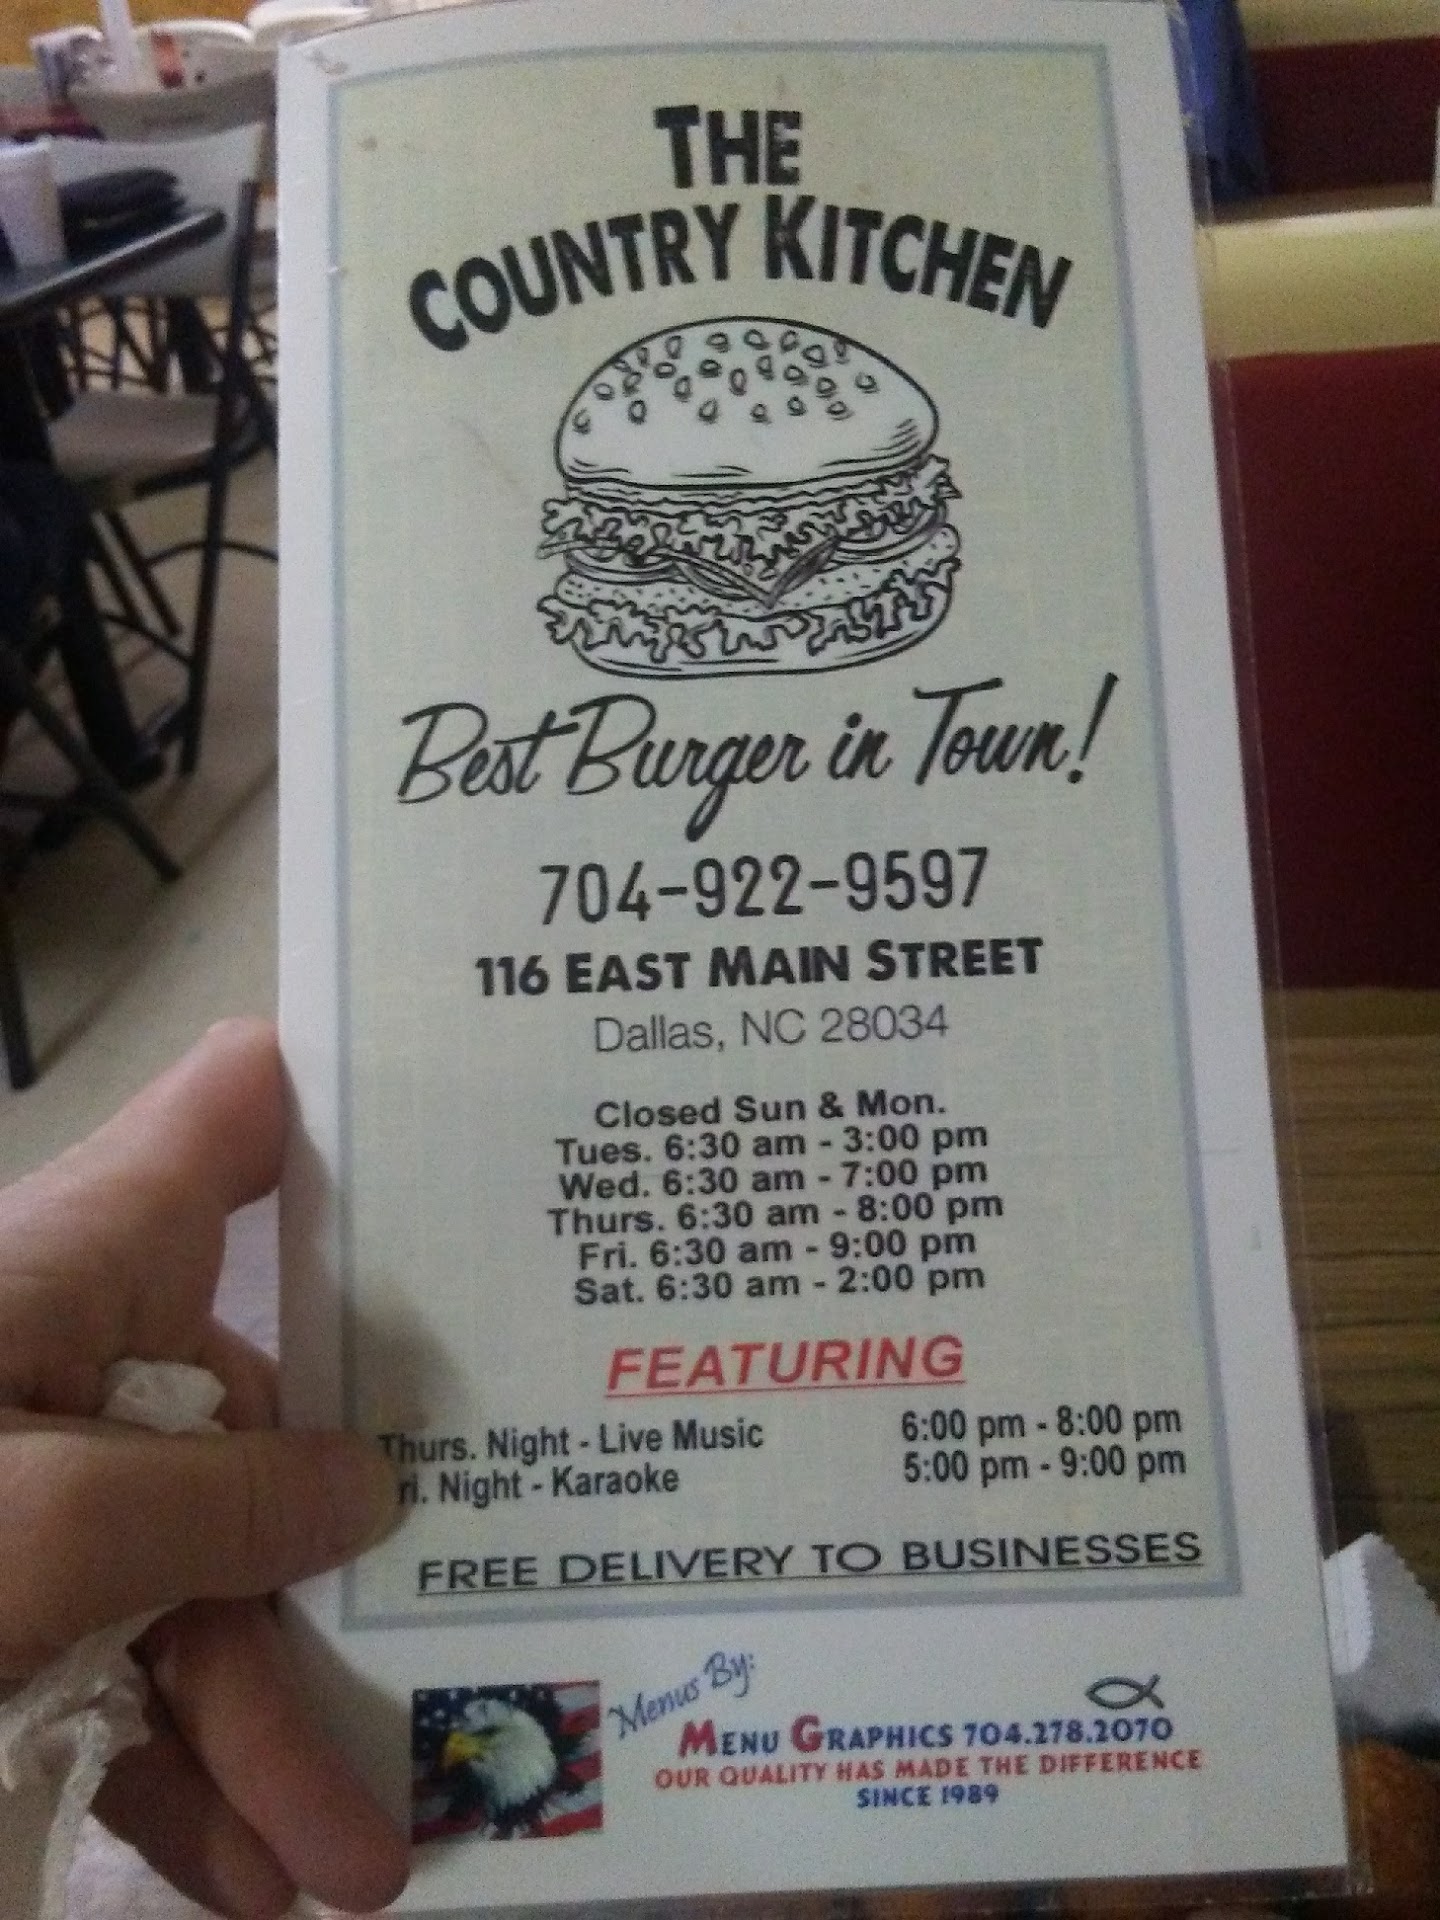 THE
COUNTRY KITCHEN
Best Burger in Town!
704-922-9597
116 EAST MAIN STREET
Dallas, NC 28034
Closed Sun & Mon.
Tues. 6:30 am - 3:00 pm
Wed. 6:30 am - 7:00 pm
Thurs. 6:30 am - 8:00 pm
Fri. 6:30 am - 9:00 pm
Sat. 6:30 am - 2:00 pm
FEATURING
Thurs. Night - Live Music 6:00 pm - 8:00 pm
ri. Night - Karaoke 5:00 pm - 9:00 pm
FREE DELIVERY TO BUSINESSES
Menus By:
MENU GRAPHICS 704.278.2070
OUR QUALITY HAS MADE THE DIFFERENCE
SINCE 1989